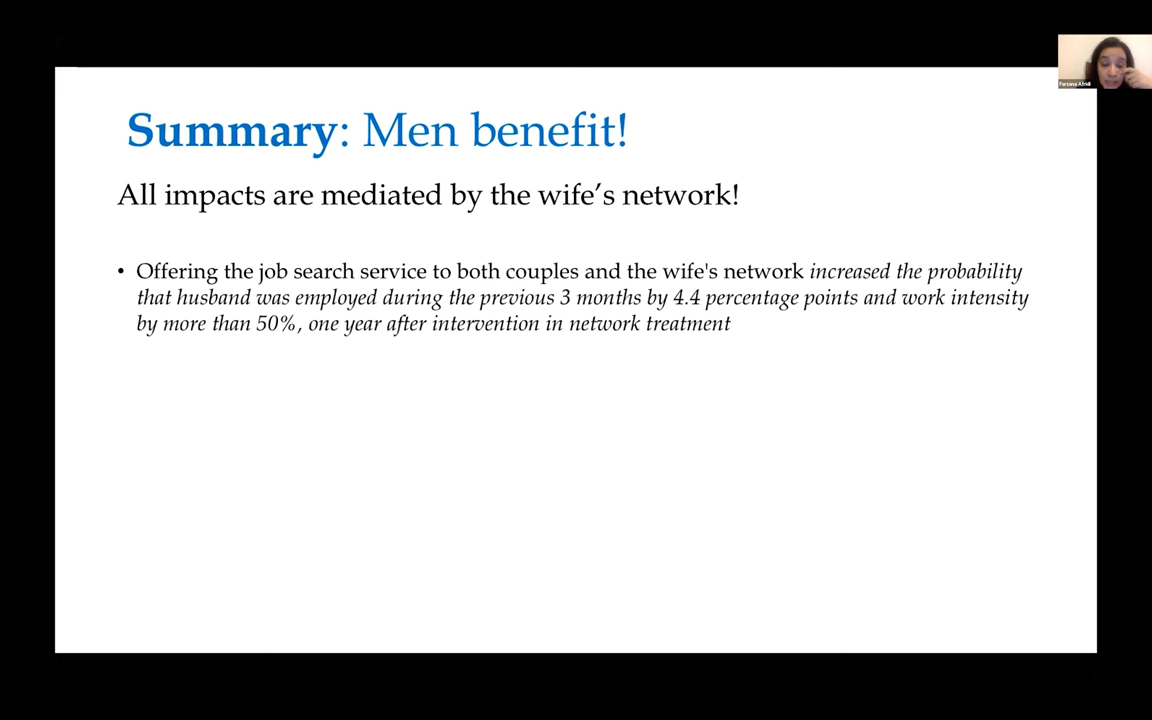 Farzana Afridi
Summary: Men benefit!
All impacts are mediated by the wife’s network!
• Offering the job search service to both couples and the wife's network increased the probability
that husband was employed during the previous 3 months by 4.4 percentage points and work intensity
by more than 50%, one year after intervention in network treatment